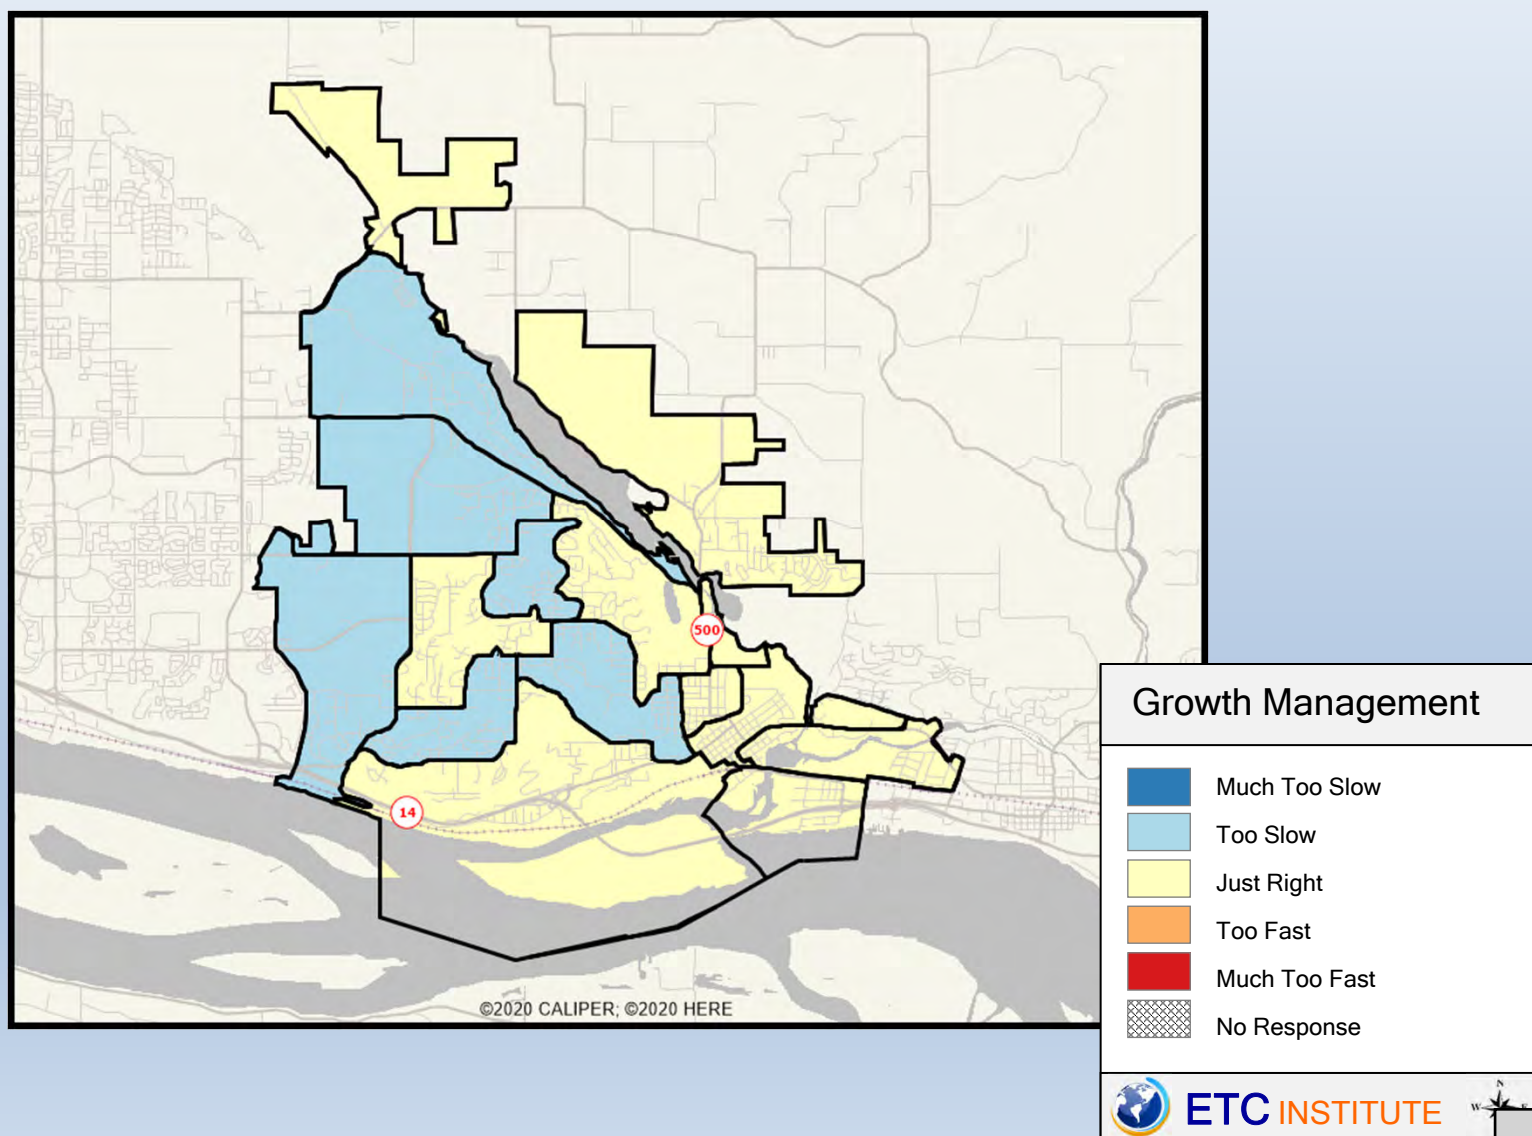 500
14
©2020 CALIPER; ©2020 HERE
Growth Management
Much Too Slow
Too Slow
Just Right
Too Fast
Much Too Fast
No Response
ETC INSTITUTE
N
W E